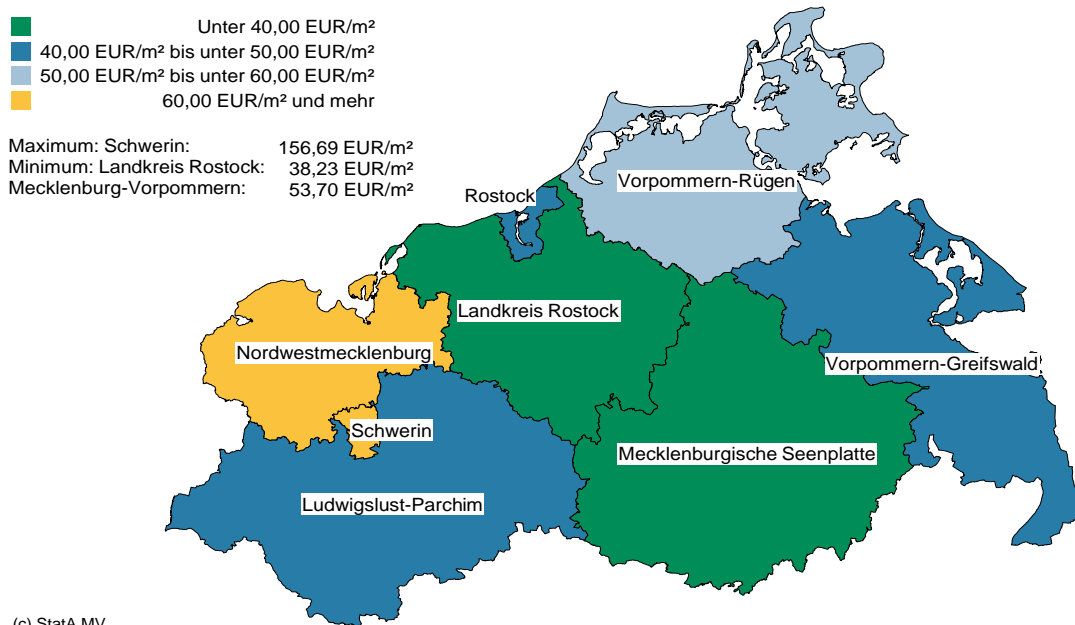 Unter 40,00 EUR/m²
40,00 EUR/m² bis unter 50,00 EUR/m²
50,00 EUR/m² bis unter 60,00 EUR/m²
60,00 EUR/m² und mehr
Maximum: Schwerin: 156,69 EUR/m²
Minimum: Landkreis Rostock: 38,23 EUR/m²
Mecklenburg-Vorpommern: 53,70 EUR/m²
Vorpommern-Rügen
Rostock
Landkreis Rostock
Nordwestmecklenburg
Vorpommern-Greifswald
Schwerin
Mecklenburgische Seenplatte
Ludwigslust-Parchim
(c) StatA MV